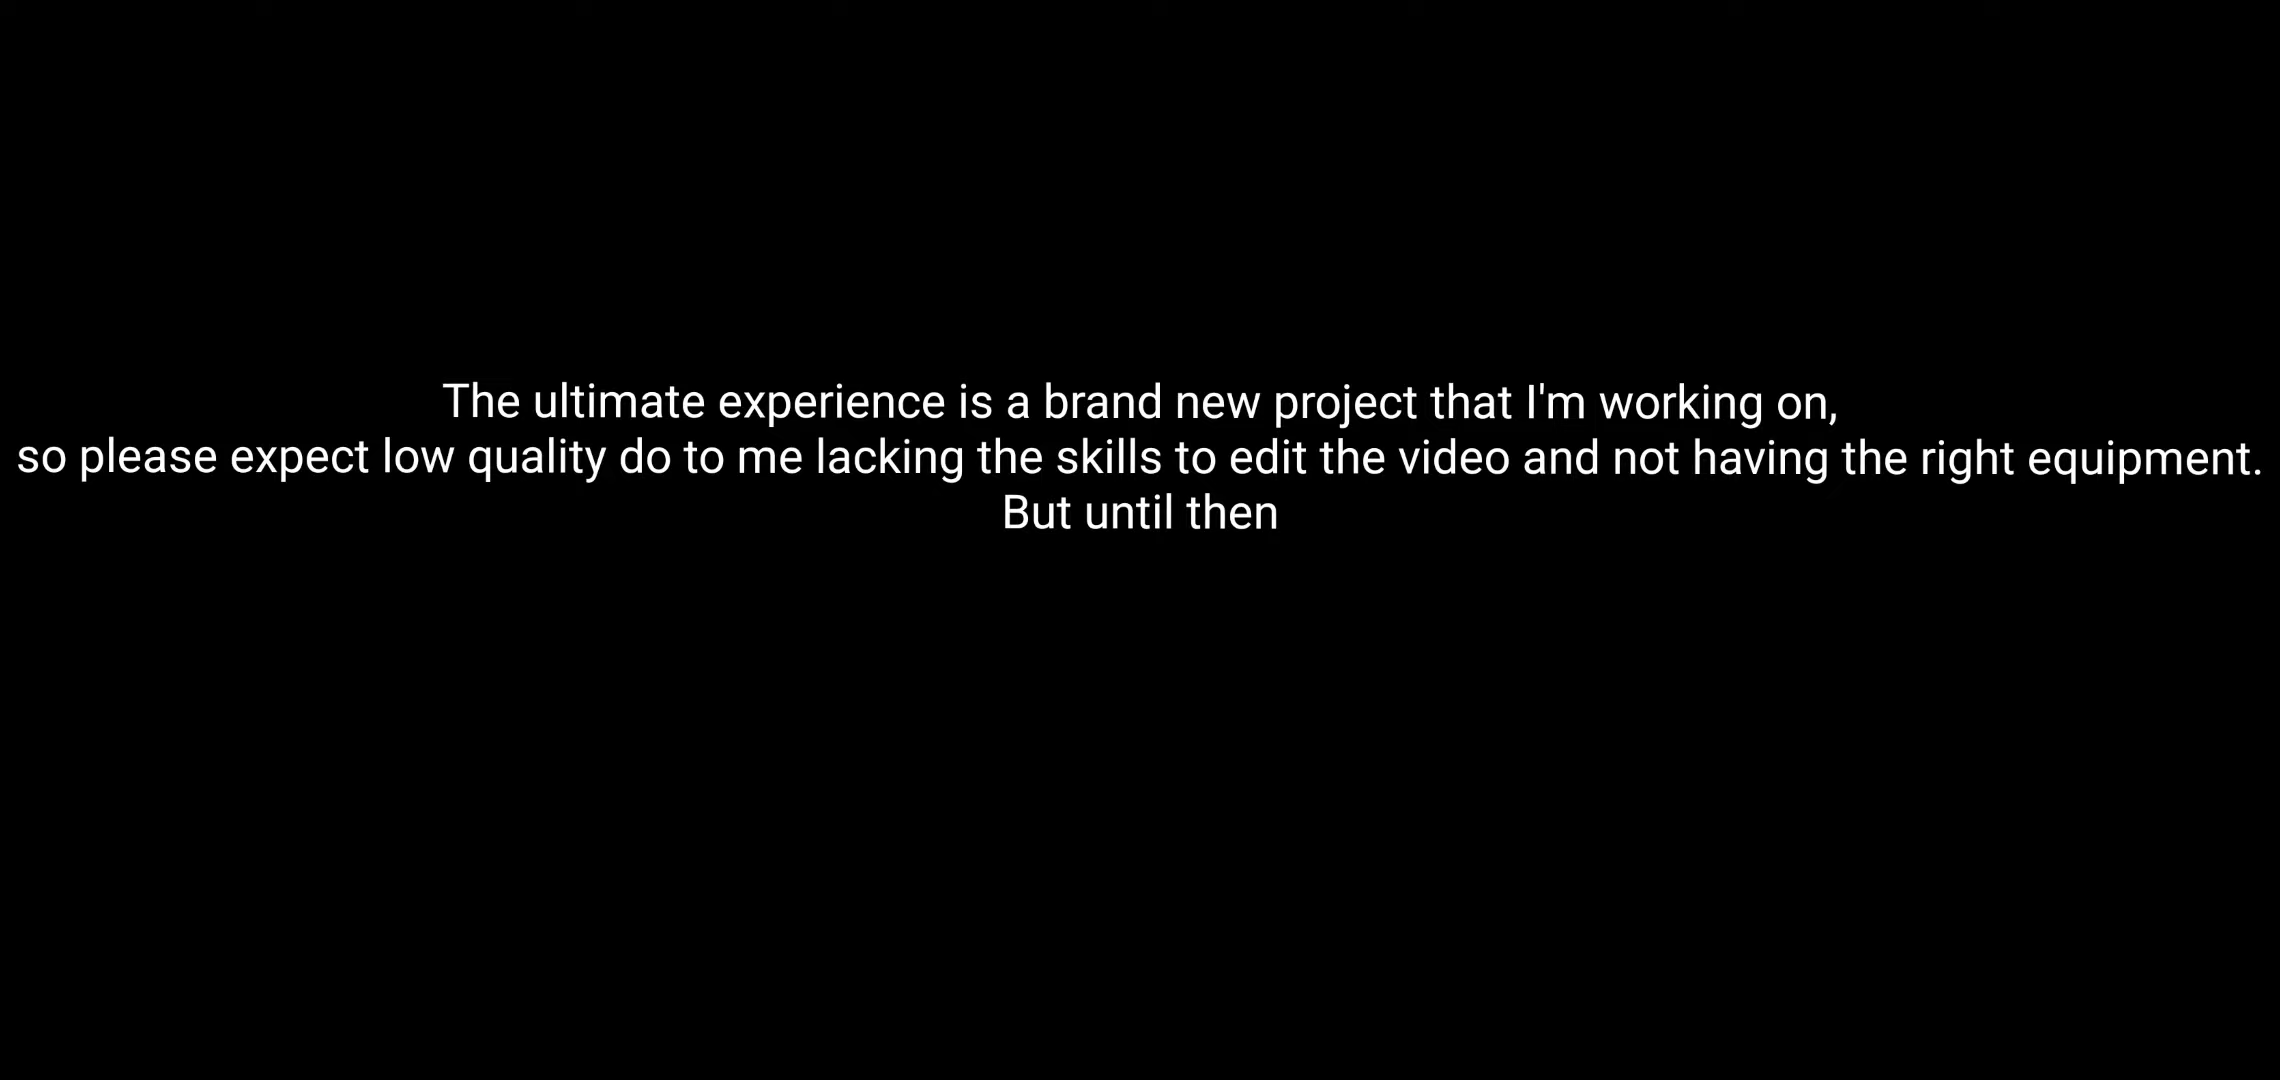 The ultimate experience is a brand new project that I'm working on,
so please expect low quality do to me lacking the skills to edit the video and not having the right equipment.
But until then